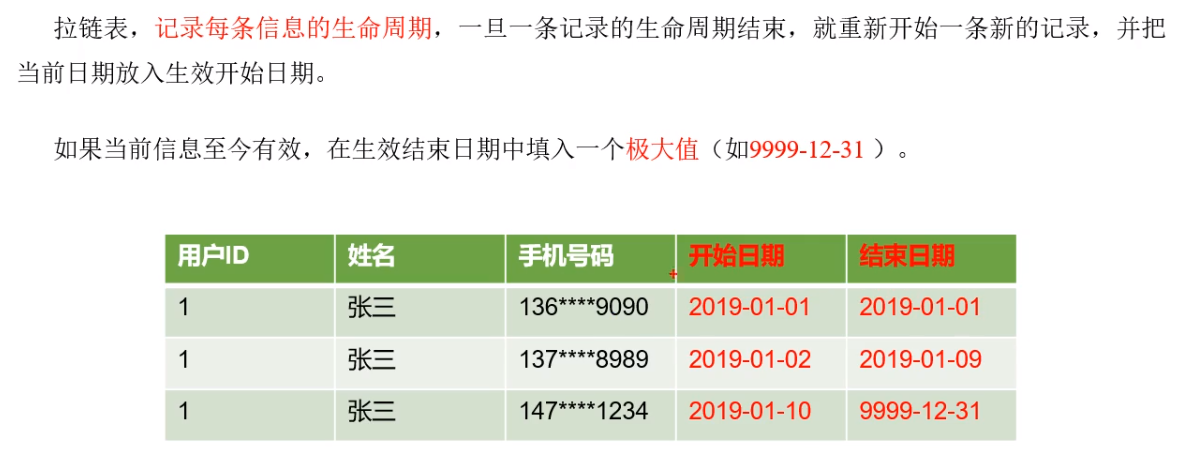 拉链表，记录每条信息的生命周期，一旦一条记录的生命周期结束，就重新开始一条新的记录，并把
当前日期放入生效开始日期。
如果当前信息至今有效，在生效结束日期中填入一个极大值（如9999-12-31 ）。
用户ID 姓名 手机号码 开始日期 结束日期
1 张三 136****9090 2019-01-01 2019-01-01
1 张三 137****8989 2019-01-02 2019-01-09
1 张三 147****1234 2019-01-10 9999-12-31